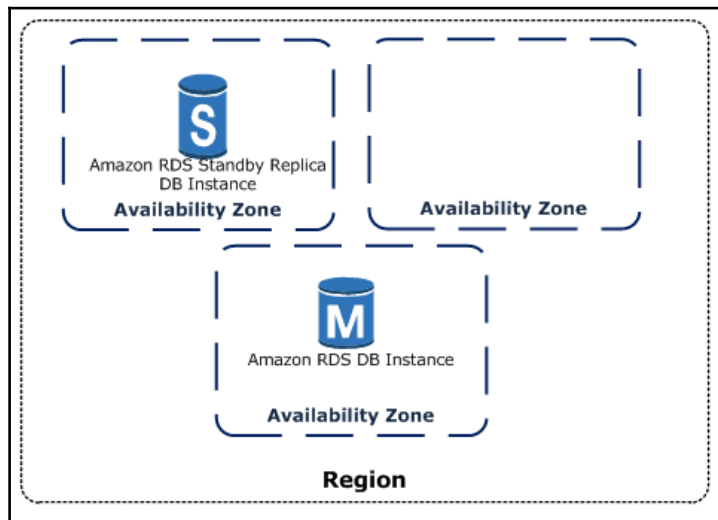 S
Amazon RDS Standby Replica
DB Instance
Availability Zone
Availability Zone
M
Amazon RDS DB Instance
Availability Zone
Region